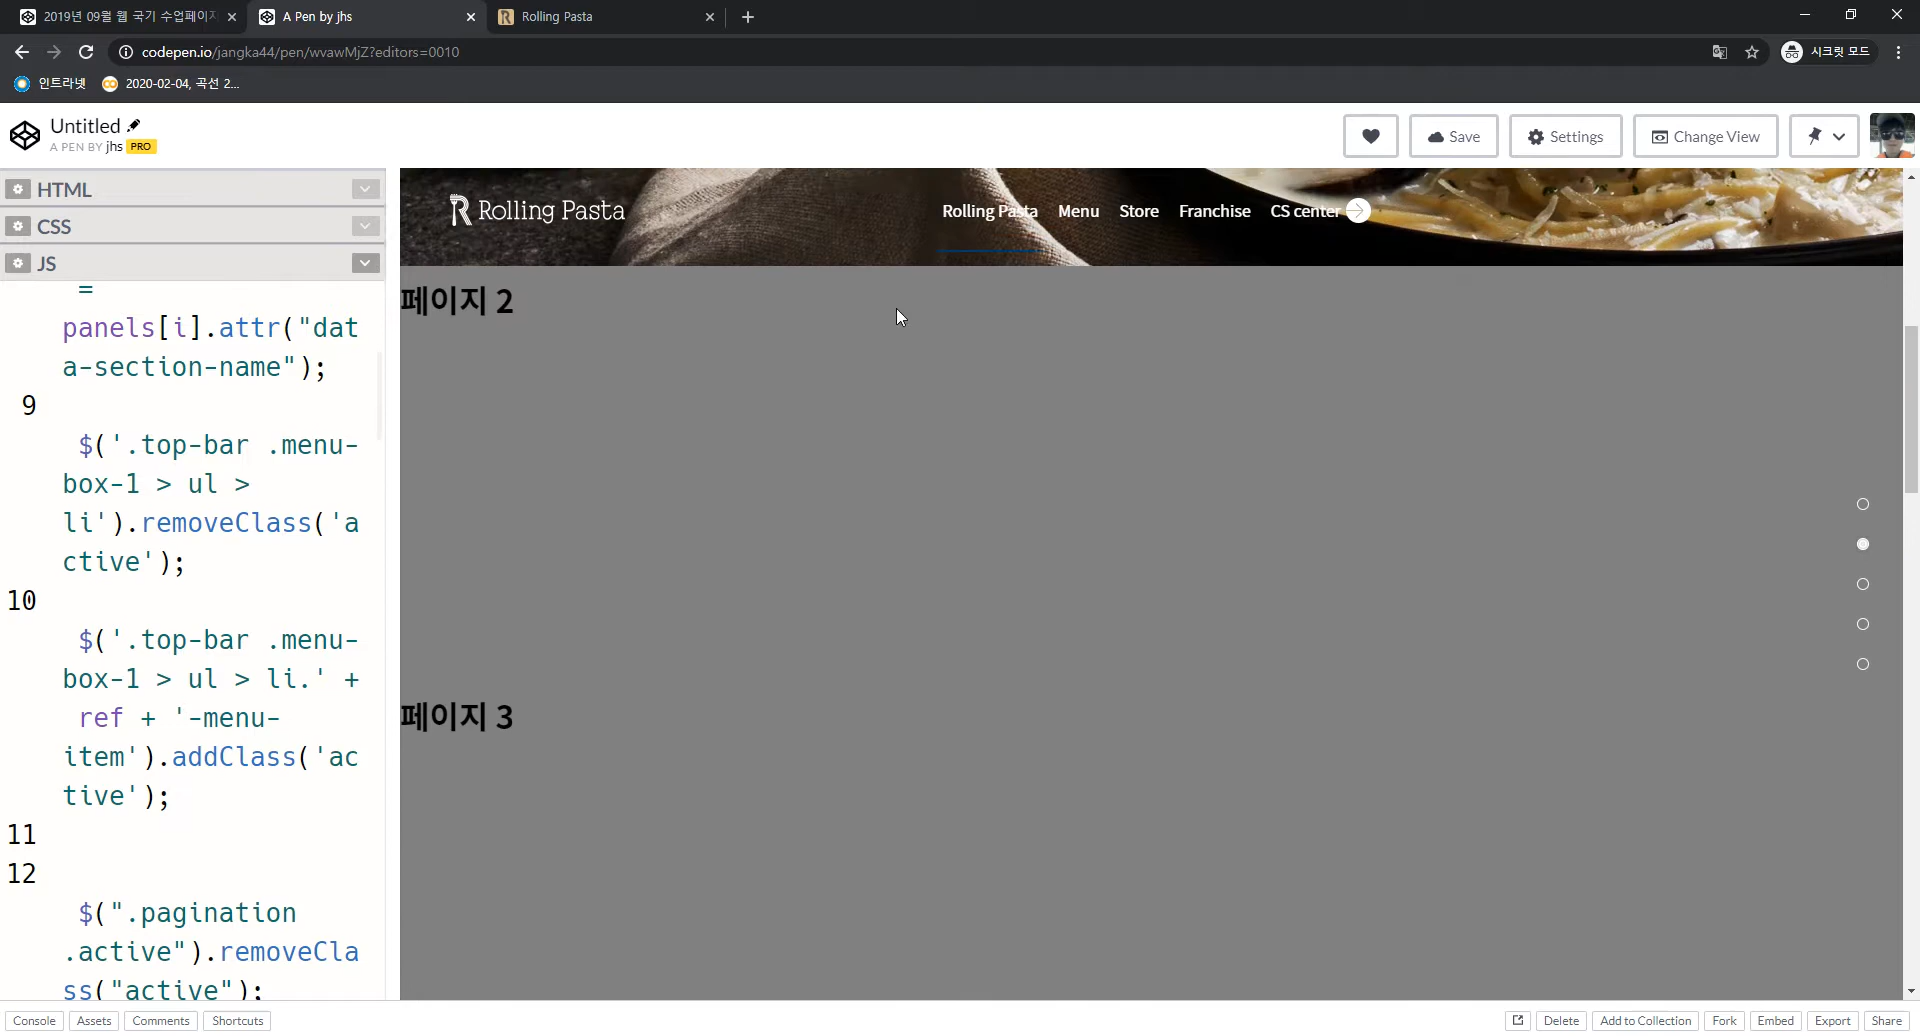 2019년 09월 웹 국기 수업페이지
A Pen by jhs
Rolling Pasta
codepen.io/jangka44/pen/wvawMjZ?editors=0010
시크릿 모드
인트라넷
2020-02-04, 곡선 2...
Untitled
A PEN BY jhs PRO
Save
Settings
Change View
HTML
CSS
JS
=
panels[i].attr("dat
a-section-name");
9
$('.top-bar .menu-
box-1 > ul >
li').removeClass('a
ctive');
10
$('.top-bar .menu-
box-1 > ul > li.' +
ref + '-menu-
item').addClass('ac
tive');
11
12
$(".pagination
.active").removeCla
ss("active");
Rolling Pasta
Rolling Pasta Menu Store Franchise CS center
페이지 2
페이지 3
Console Assets Comments Shortcuts
Delete Add to Collection Fork Embed Export Share